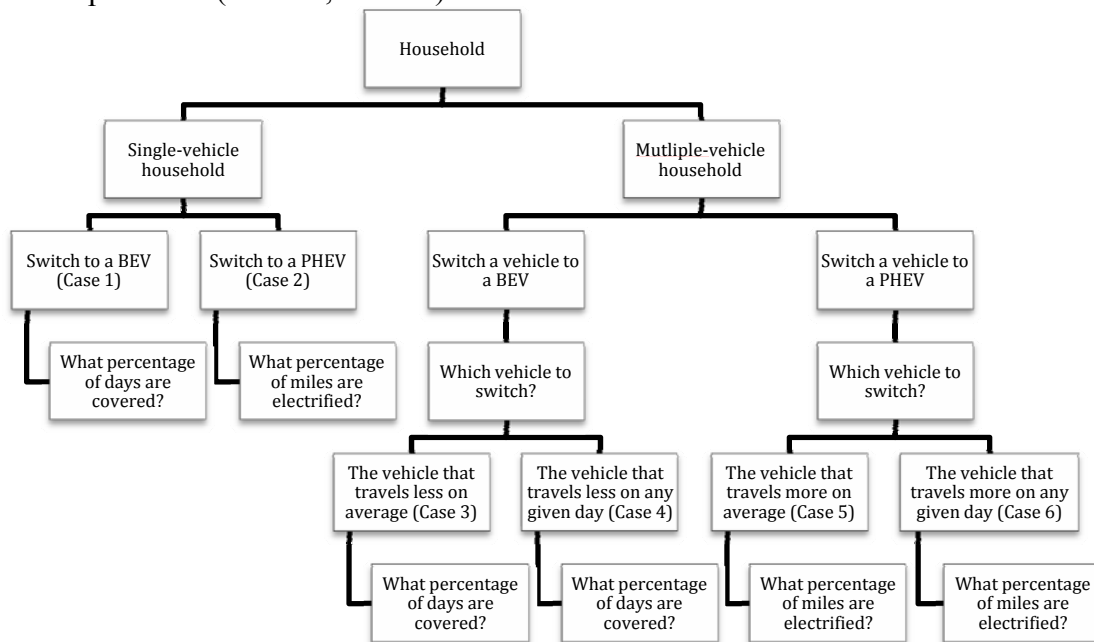 Household
Single-vehicle
household
Mutliple-vehicle
household
Switch to a BEV
(Case 1)
Switch to a PHEV
(Case 2)
Switch a vehicle to
a BEV
Switch a vehicle to
a PHEV
What percentage
of days are
covered?
What percentage
of miles are
electrified?
Which vehicle to
switch?
Which vehicle to
switch?
The vehicle that
travels less on
average (Case 3)
The vehicle that
travels less on any
given day (Case 4)
The vehicle that
travels more on
average (Case 5)
The vehicle that
travels more on any
given day (Case 6)
What percentage
of days are
covered?
What percentage
of days are
covered?
What percentage
of miles are
electrified?
What percentage
of miles are
electrified?